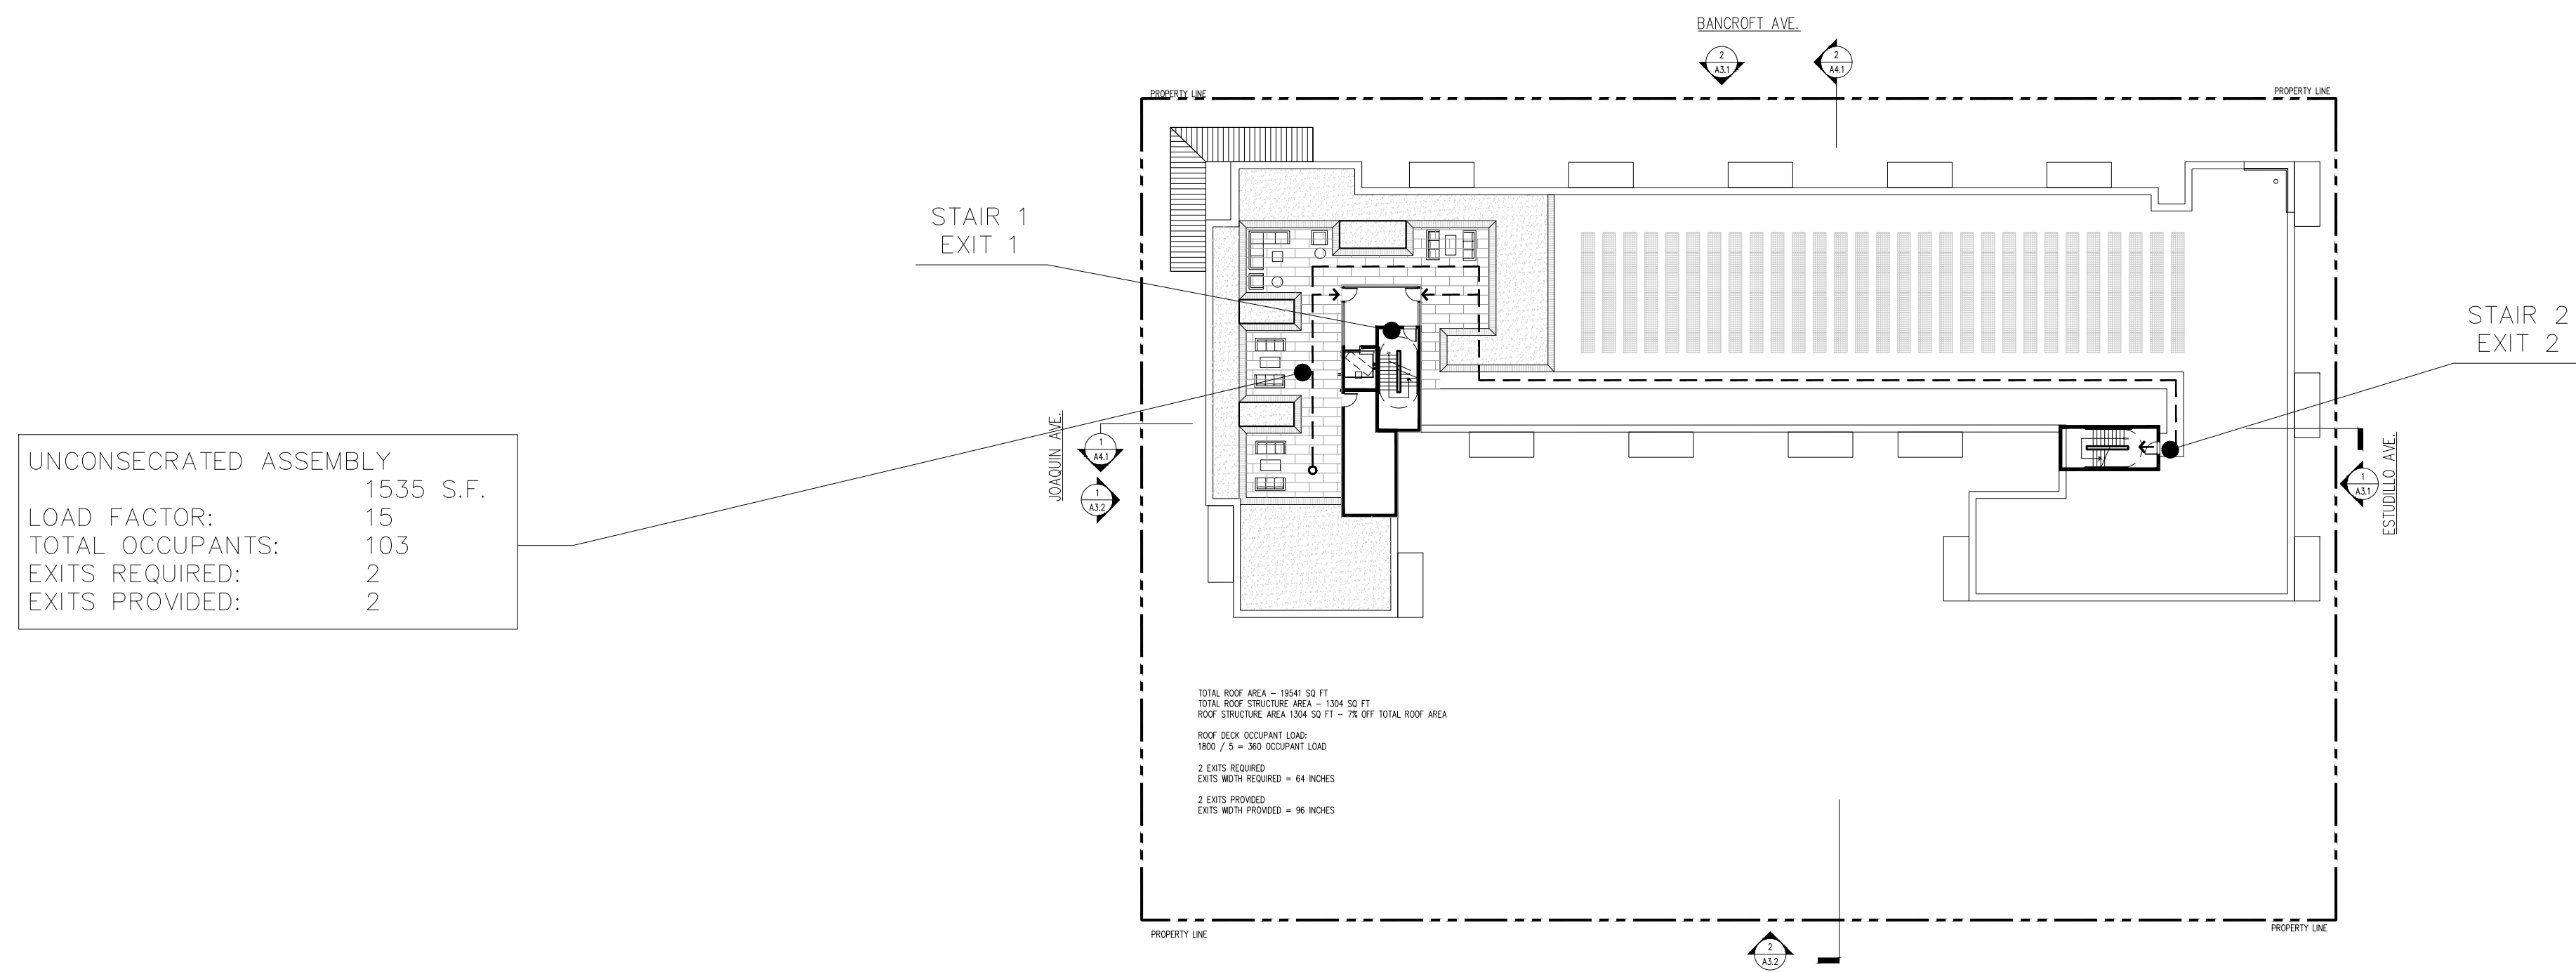 BANCROFT AVE.
2
A3.1
2
A4.1
PROPERTY LINE
PROPERTY LINE
STAIR 1
EXIT 1
STAIR 2
EXIT 2
JOAQUIN AVE.
1
A4.1
1
A3.2
ESTUDILLO AVE.
1
A3.1
UNCONSECRATED ASSEMBLY
1535 S.F.
LOAD FACTOR: 15
TOTAL OCCUPANTS: 103
EXITS REQUIRED: 2
EXITS PROVIDED: 2
TOTAL ROOF AREA – 19541 SQ FT
TOTAL ROOF STRUCTURE AREA – 1304 SQ FT
ROOF STRUCTURE AREA 1304 SQ FT – 7% OFF TOTAL ROOF AREA
ROOF DECK OCCUPANT LOAD:
1800 / 5 = 360 OCCUPANT LOAD
2 EXITS REQUIRED
EXITS WIDTH REQUIRED = 64 INCHES
2 EXITS PROVIDED
EXITS WIDTH PROVIDED = 96 INCHES
PROPERTY LINE
PROPERTY LINE
2
A3.2